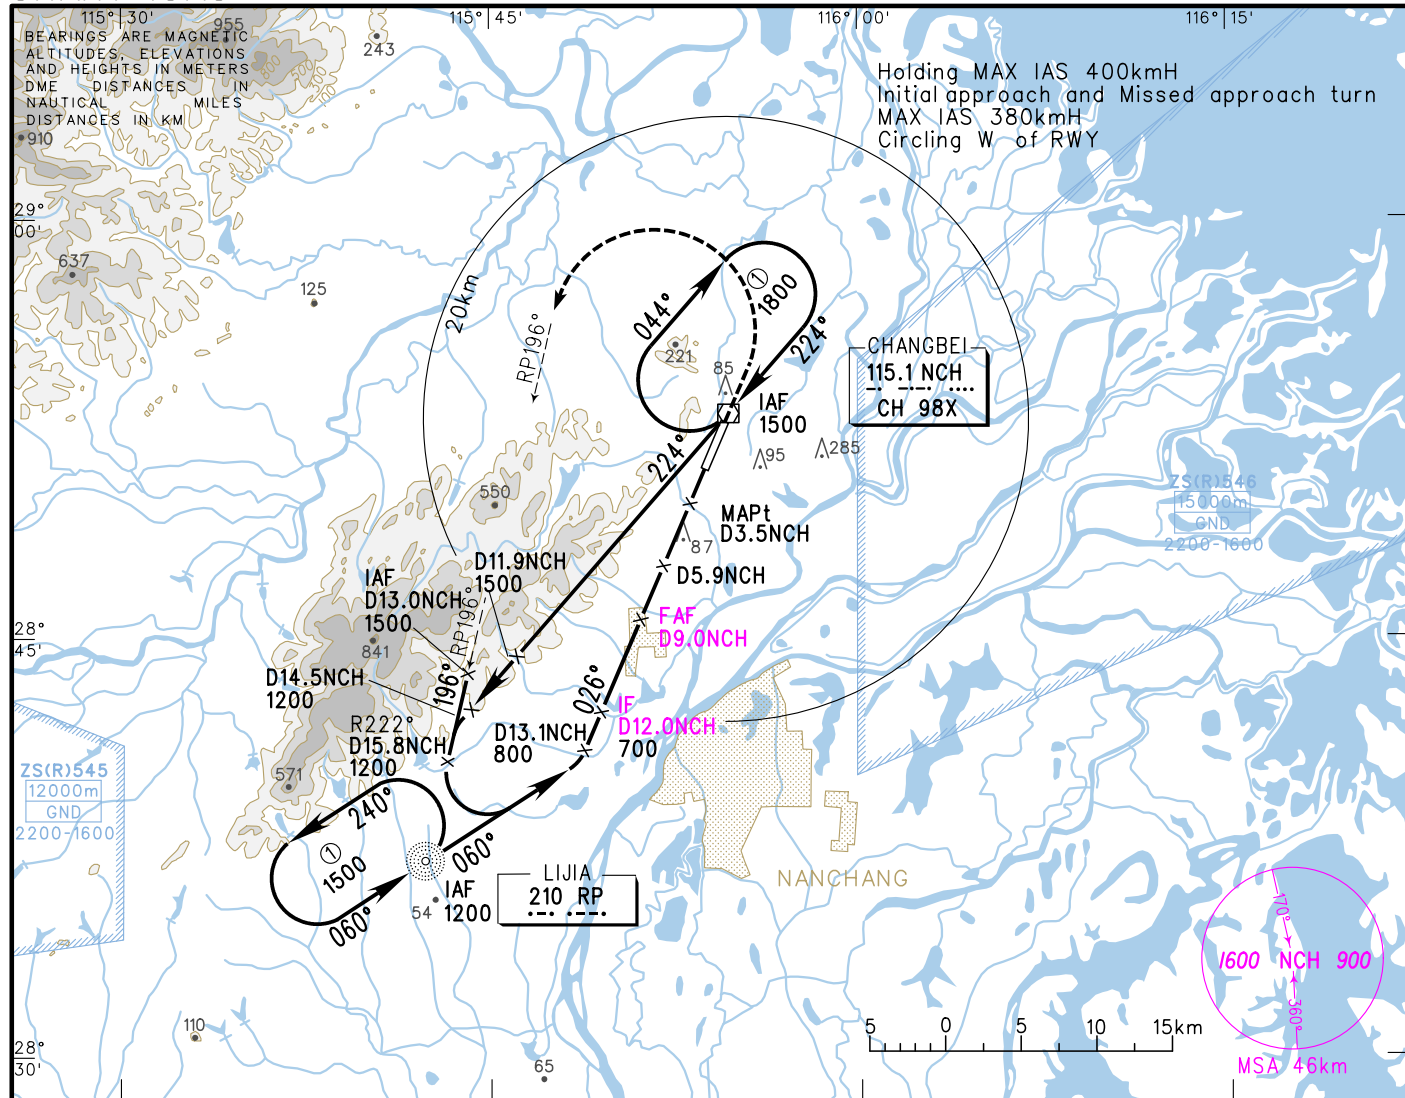 115° 30'
115° 45'
116° 00'
116° 15'
BEARINGS ARE MAGNETIC
ALTITUDES, ELEVATIONS
AND HEIGHTS IN METERS
DME DISTANCES IN
NAUTICAL MILES
DISTANCES IN KM
955
243
910
Holding MAX IAS 400kmH
Initial approach and Missed approach turn
MAX IAS 380kmH
Circling W of RWY
29°
00'
637
125
20km
RP196°
044°
①
1800
224°
221
85
IAF
1500
CHANGBEI
115.1 NCH
CH 98X
95
285
224°
550
ZS(R)546
15000m
GND
2200-1600
MAPt
D3.5NCH
87
D5.9NCH
D11.9NCH
1500
IAF
D13.0NCH
1500
RP196°
28°
45'
841
FAF
D9.0NCH
D14.5NCH
1200
196°
026°
IF
D12.0NCH
700
R222°
D15.8NCH
1200
D13.1NCH
800
ZS(R)545
12000m
GND
2200-1600
571
240°
①
1500
060°
060°
IAF
1200
54
LIJIA
210 RP
NANCHANG
170°
1600 NCH 900
360°
MSA 46km
110
65
5 0 5 10 15km
28°
30'